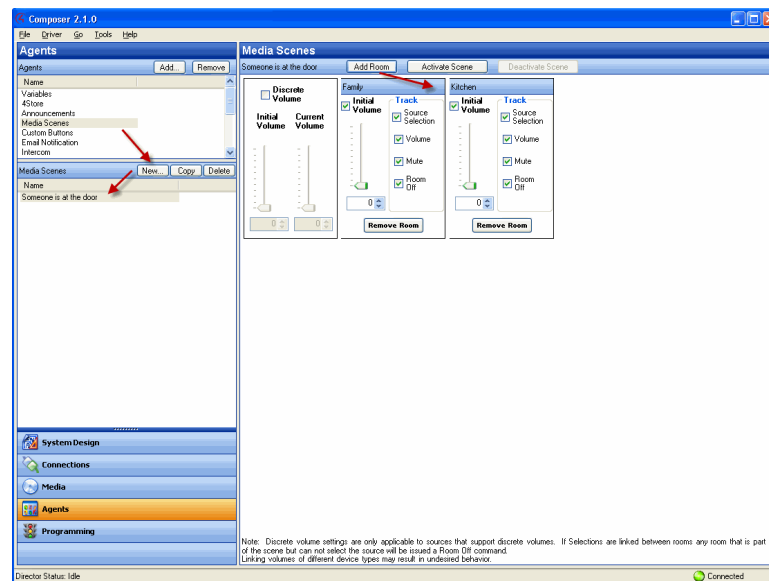 Composer 2.1.0
File Driver Go Tools Help
Agents
Agents Add... Remove
Name
Variables
4Store
Announcements
Media Scenes
Custom Buttons
Email Notification
Intercom
Media Scenes New... Copy Delete
Name
Someone is at the door
System Design
Connections
Media
Agents
Programming
Media Scenes
Someone is at the door Add Room Activate Scene Deactivate Scene
Discrete
Volume
Initial Current
Volume Volume
0 0
Family
Initial
Volume
Track
Source
Selection
Volume
Mute
Room
Off
0
Remove Room
Kitchen
Initial
Volume
Track
Source
Selection
Volume
Mute
Room
Off
0
Remove Room
Note: Discrete volume settings are only applicable to sources that support discrete volumes. If Selections are linked between rooms any room that is part
of the scene but can not select the source will be issued a Room Off command.
Linking volumes of different device types may result in undesired behavior.
Director Status: Idle Connected